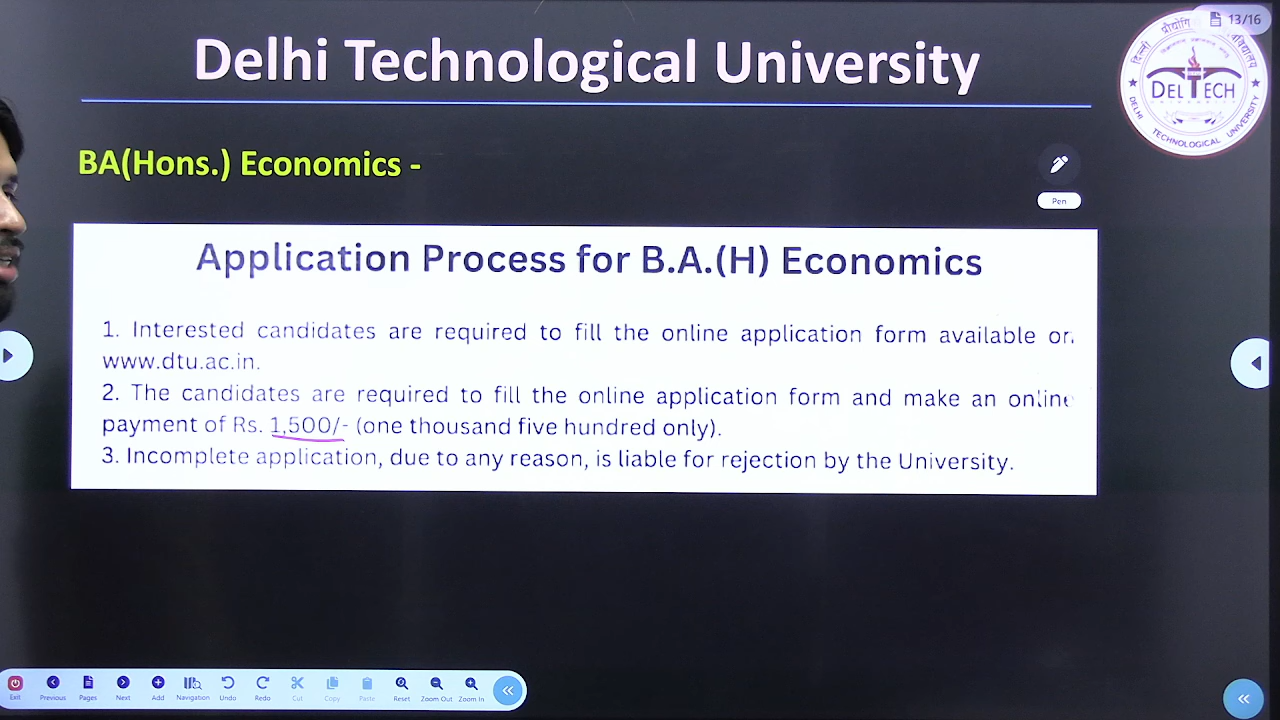 13/16
Delhi Technological University
DELTECH
DELHI TECHNOLOGICAL UNIVERSITY
BA(Hons.) Economics -
Pen
Application Process for B.A.(H) Economics
1. Interested candidates are required to fill the online application form available on
www.dtu.ac.in.
2. The candidates are required to fill the online application form and make an online
payment of Rs. 1,500/- (one thousand five hundred only).
3. Incomplete application, due to any reason, is liable for rejection by the University.
Exit Previous Pages Next Add Navigation Undo Redo Cut Copy Paste Reset Zoom Out Zoom In